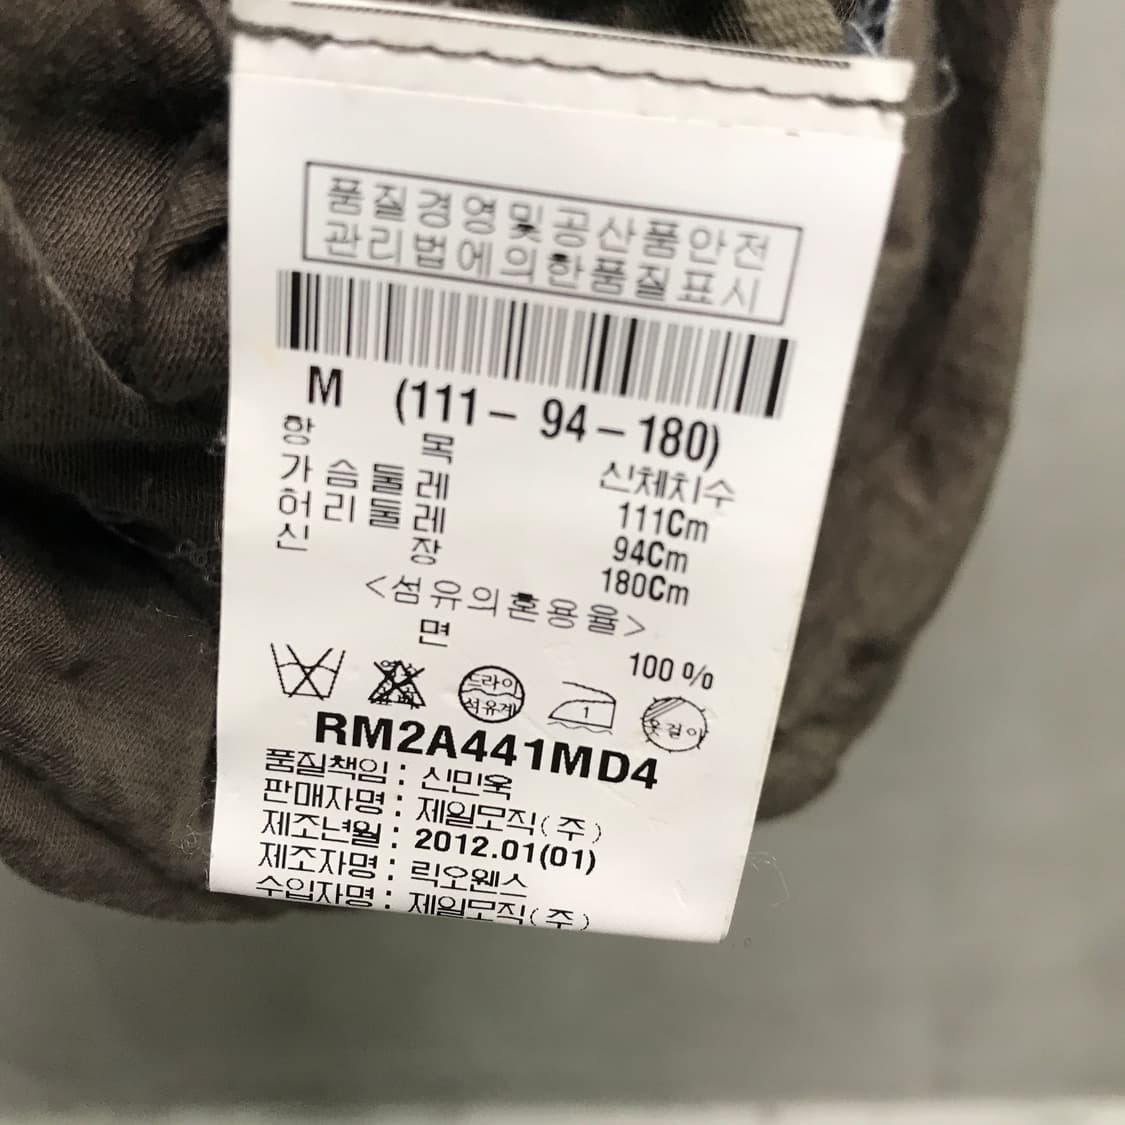 품질경영및공산품안전
관리법에의한품질표시
M (111- 94-180)
항 목 신체치수
가슴둘레 111Cm
허리둘레 94Cm
신 장 180Cm
<섬유의혼용율>
면 100 %
드라이
석유계
1
옷걸이
RM2A441MD4
품질책임 : 신민욱
판매자명 : 제일모직(주)
제조년월 : 2012.01(01)
제조자명 : 릭오웬스
수입자명 : 제일모직(주)